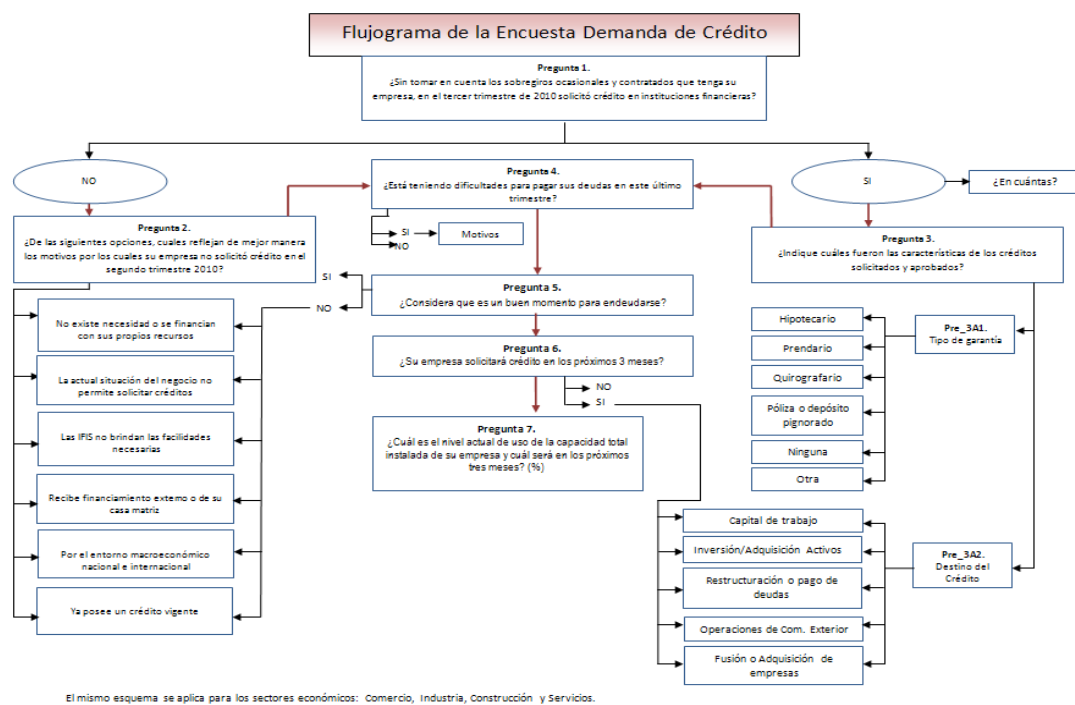 Flujograma de la Encuesta Demanda de Crédito
Pregunta 1.
¿Sin tomar en cuenta los sobregiros ocasionales y contratados que tenga su
empresa, en el tercer trimestre de 2010 solicitó crédito en instituciones financieras?
NO
Pregunta 4.
¿Está teniendo dificultades para pagar sus deudas en este último
trimestre?
SI
¿En cuántas?
Pregunta 2.
¿De las siguientes opciones, cuales reflejan de mejor manera
los motivos por los cuales su empresa no solicitó crédito en el
segundo trimestre 2010?
SI
NO
Motivos
Pregunta 3.
¿Indique cuáles fueron las características de los créditos
solicitados y aprobados?
SI
NO
Pregunta 5.
¿Considera que es un buen momento para endeudarse?
No existe necesidad o se financian
con sus propios recursos
La actual situación del negocio no
permite solicitar créditos
Las IFIS no brindan las facilidades
necesarias
Recibe financiamiento externo o de su
casa matriz
Por el entorno macroeconómico
nacional e internacional
Ya posee un crédito vigente
Pregunta 6.
¿Su empresa solicitará crédito en los próximos 3 meses?
NO
SI
Pregunta 7.
¿Cuál es el nivel actual de uso de la capacidad total
instalada de su empresa y cuál será en los próximos
tres meses? (%)
Hipotecario
Prendario
Quirografario
Póliza o depósito
pignorado
Ninguna
Otra
Pre_3A1.
Tipo de garantía
Capital de trabajo
Inversión/Adquisición Activos
Restructuración o pago de
deudas
Operaciones de Com. Exterior
Fusión o Adquisición de
empresas
Pre_3A2.
Destino del
Crédito
El mismo esquema se aplica para los sectores económicos: Comercio, Industria, Construcción y Servicios.